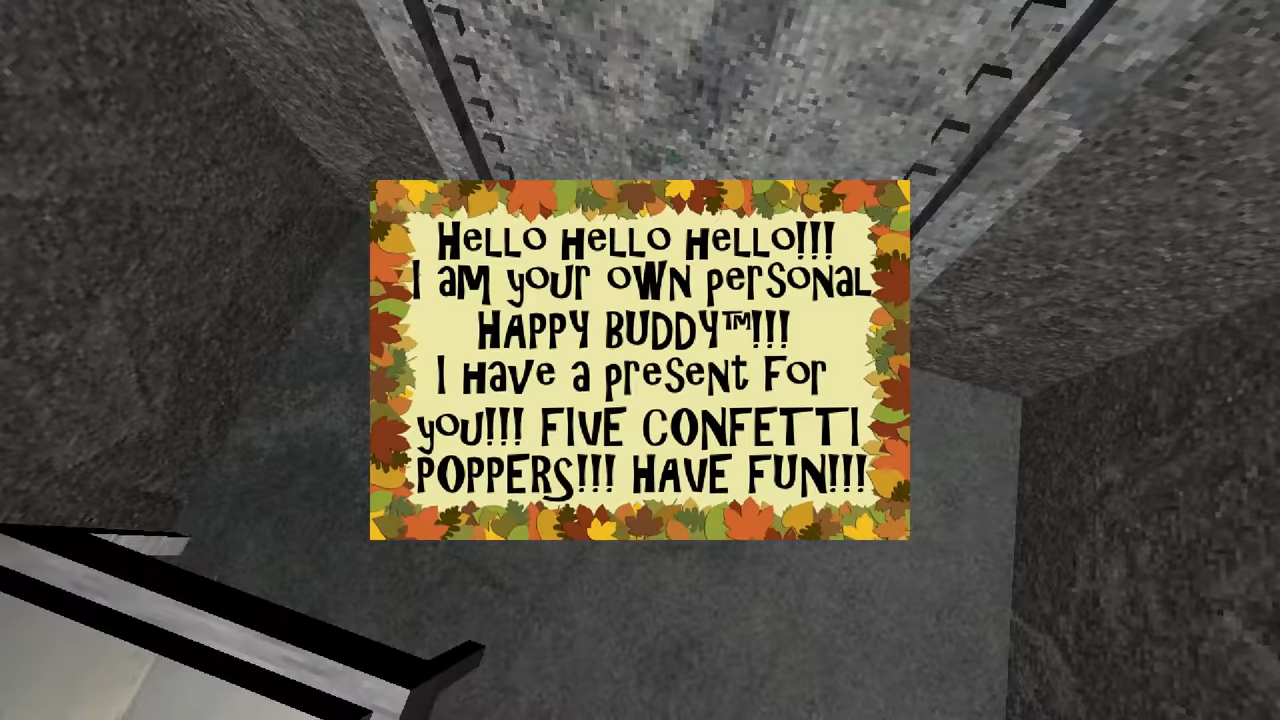 Hello Hello Hello!!!
I am your own personal
HAPPY BUDDY™!!!
I Have a present for
you!!! FIVE CONFETTI
POPPERS!!! HAVE FUN!!!